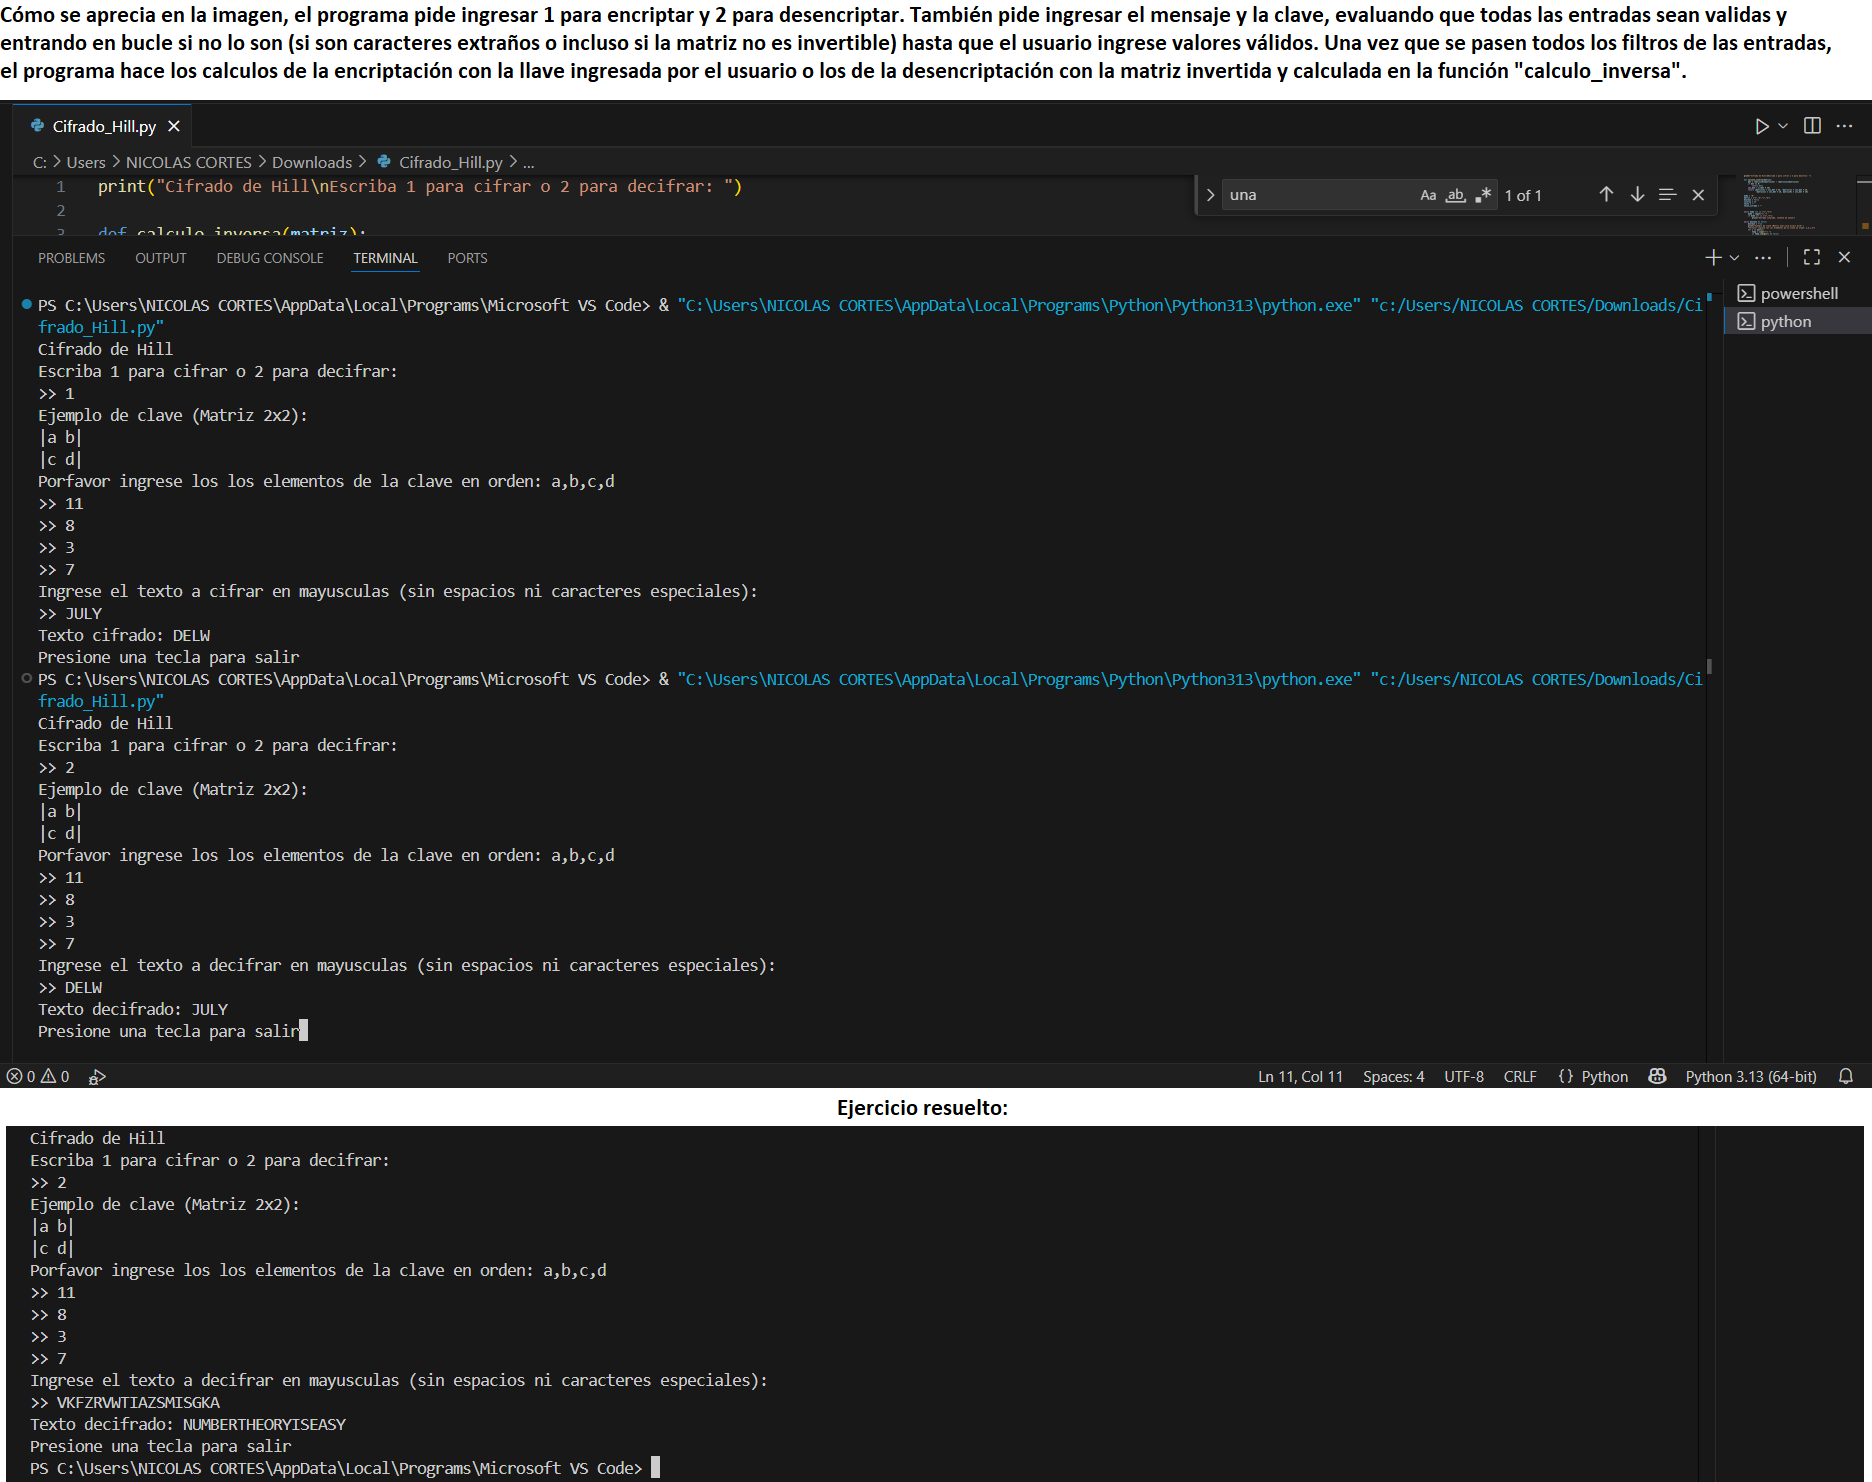 Cómo se aprecia en la imagen, el programa pide ingresar 1 para encriptar y 2 para desencriptar. También pide ingresar el mensaje y la clave, evaluando que todas las entradas sean validas y
entrando en bucle si no lo son (si son caracteres extraños o incluso si la matriz no es invertible) hasta que el usuario ingrese valores válidos. Una vez que se pasen todos los filtros de las entradas,
el programa hace los calculos de la encriptación con la llave ingresada por el usuario o los de la desencriptación con la matriz invertida y calculada en la función "calculo_inversa".
Cifrado_Hill.py
C: > Users > NICOLAS CORTES > Downloads > Cifrado_Hill.py > ...
1 print("Cifrado de Hill\nEscriba 1 para cifrar o 2 para decifrar: ")
una Aa ab 1 of 1
2
3 def calculo_inversa(matriz):
PROBLEMS OUTPUT DEBUG CONSOLE TERMINAL PORTS
powershell
python
PS C:\Users\NICOLAS CORTES\AppData\Local\Programs\Microsoft VS Code> & "C:\Users\NICOLAS CORTES\AppData\Local\Programs\Python\Python313\python.exe" "c:/Users/NICOLAS CORTES/Downloads/Ci
frado_Hill.py"
Cifrado de Hill
Escriba 1 para cifrar o 2 para decifrar:
>> 1
Ejemplo de clave (Matriz 2x2):
|a b|
|c d|
Porfavor ingrese los los elementos de la clave en orden: a,b,c,d
>> 11
>> 8
>> 3
>> 7
Ingrese el texto a cifrar en mayusculas (sin espacios ni caracteres especiales):
>> JULY
Texto cifrado: DELW
Presione una tecla para salir
PS C:\Users\NICOLAS CORTES\AppData\Local\Programs\Microsoft VS Code> & "C:\Users\NICOLAS CORTES\AppData\Local\Programs\Python\Python313\python.exe" "c:/Users/NICOLAS CORTES/Downloads/Ci
frado_Hill.py"
Cifrado de Hill
Escriba 1 para cifrar o 2 para decifrar:
>> 2
Ejemplo de clave (Matriz 2x2):
|a b|
|c d|
Porfavor ingrese los los elementos de la clave en orden: a,b,c,d
>> 11
>> 8
>> 3
>> 7
Ingrese el texto a decifrar en mayusculas (sin espacios ni caracteres especiales):
>> DELW
Texto decifrado: JULY
Presione una tecla para salir
0 0 Ln 11, Col 11 Spaces: 4 UTF-8 CRLF {} Python Python 3.13 (64-bit)
Ejercicio resuelto:
Cifrado de Hill
Escriba 1 para cifrar o 2 para decifrar:
>> 2
Ejemplo de clave (Matriz 2x2):
|a b|
|c d|
Porfavor ingrese los los elementos de la clave en orden: a,b,c,d
>> 11
>> 8
>> 3
>> 7
Ingrese el texto a decifrar en mayusculas (sin espacios ni caracteres especiales):
>> VKFZRVWTIAZSMISGKA
Texto decifrado: NUMBERTHEORYISEASY
Presione una tecla para salir
PS C:\Users\NICOLAS CORTES\AppData\Local\Programs\Microsoft VS Code>